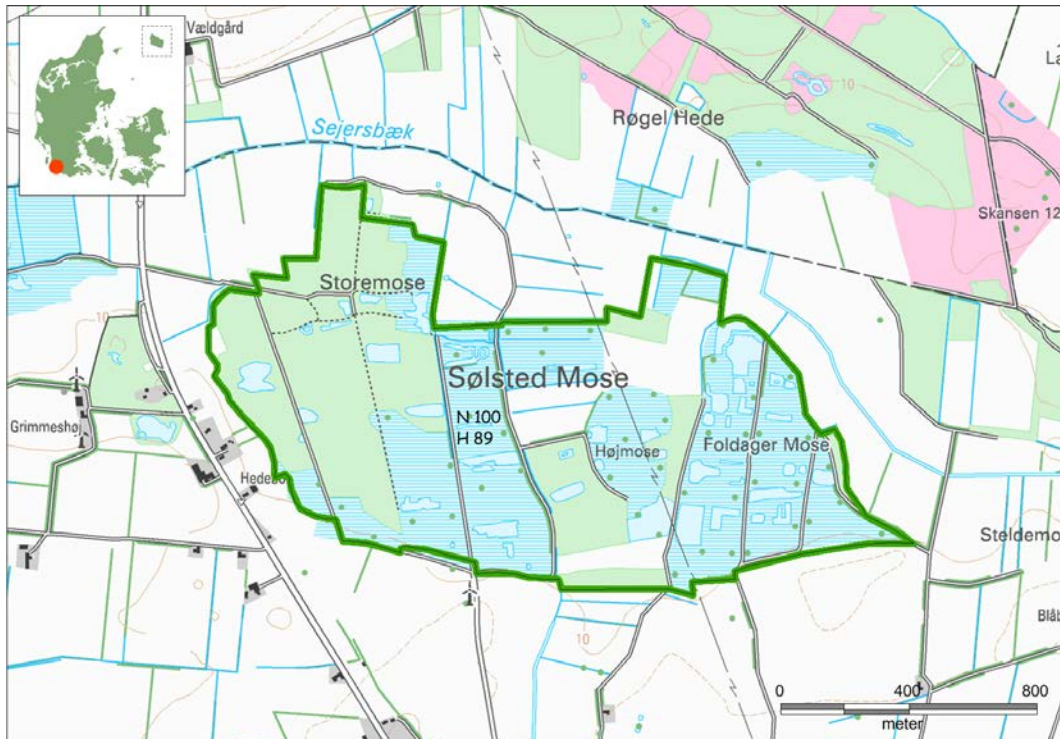 Vældgård
Sejersbæk
10
Røgel Hede
Skansen 12
Storemose
10
Sølsted Mose
N 100
H 89
Grimmeshøj
Højmose
Foldager Mose
10
0
400
800
meter